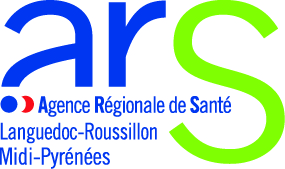 arS
Agence Régionale de Santé
Languedoc-Roussillon
Midi-Pyrénées